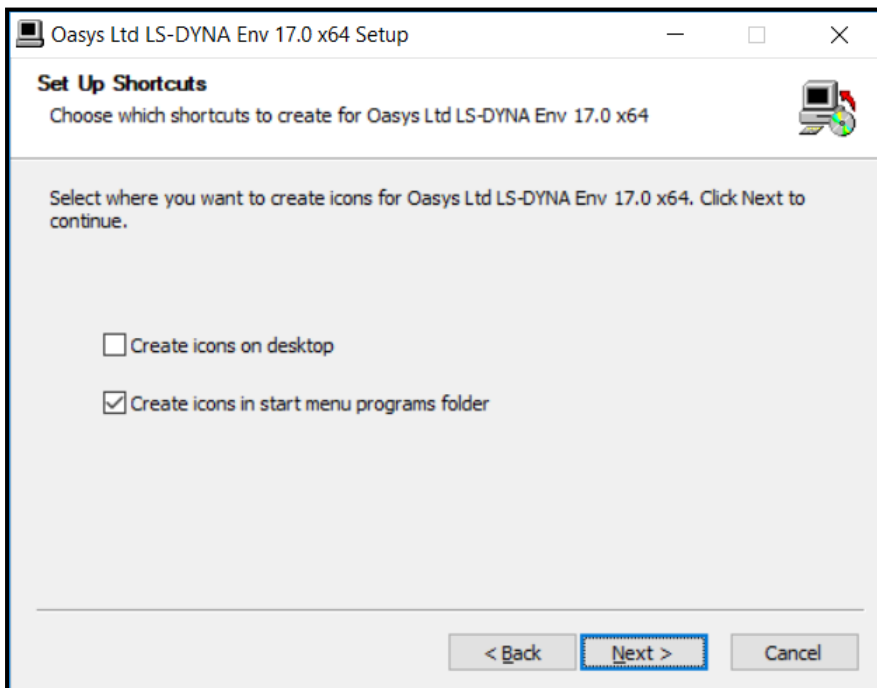 Oasys Ltd LS-DYNA Env 17.0 x64 Setup
Set Up Shortcuts
Choose which shortcuts to create for Oasys Ltd LS-DYNA Env 17.0 x64
Select where you want to create icons for Oasys Ltd LS-DYNA Env 17.0 x64. Click Next to
continue.
Create icons on desktop
Create icons in start menu programs folder
< Back Next > Cancel